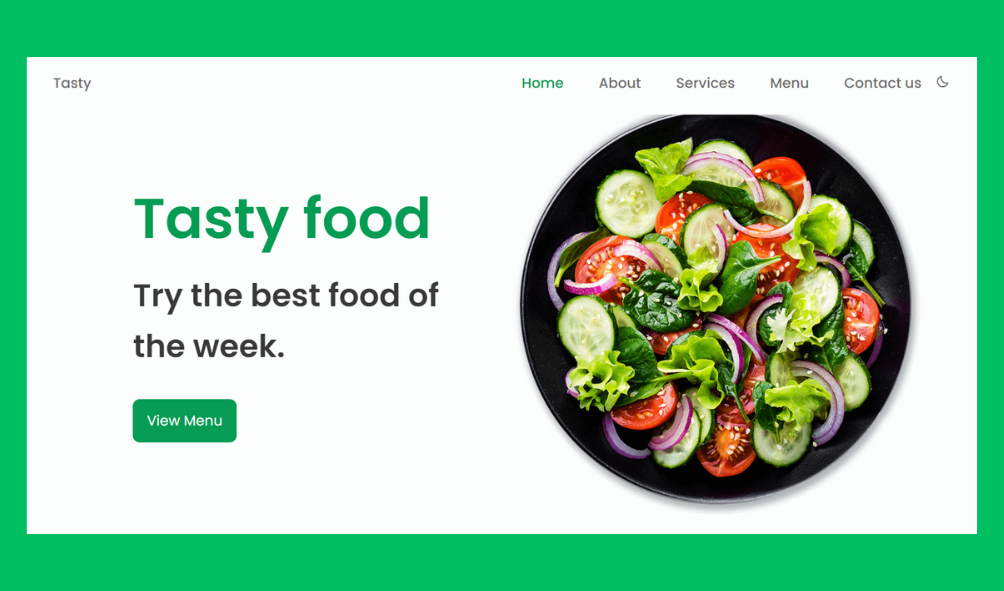 Tasty
Home About Services Menu Contact us
Tasty food
Try the best food of
the week.
View Menu